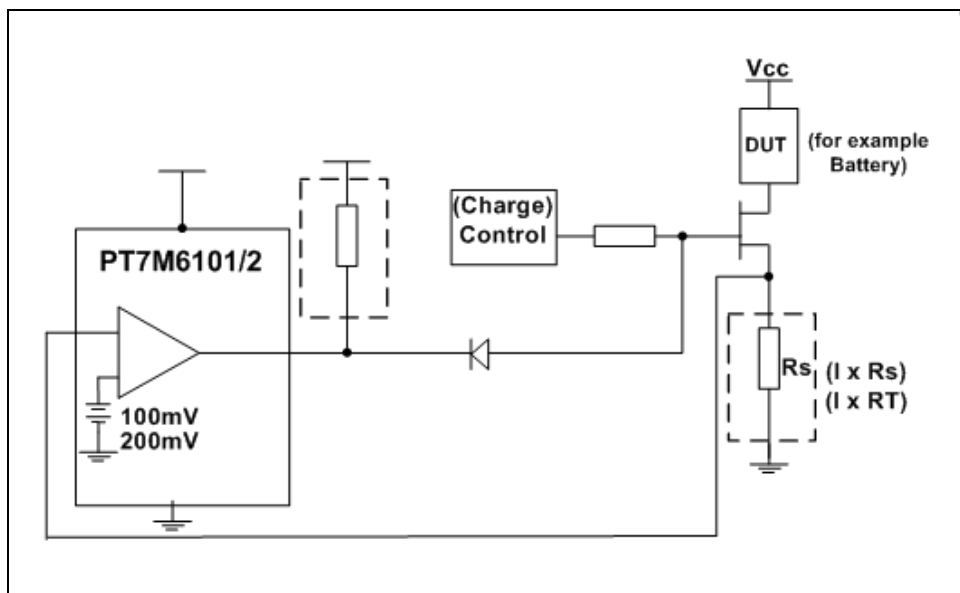 Vcc
DUT
(for example
Battery)
(Charge)
Control
PT7M6101/2
100mV
200mV
Rs
(I x Rs)
(I x RT)